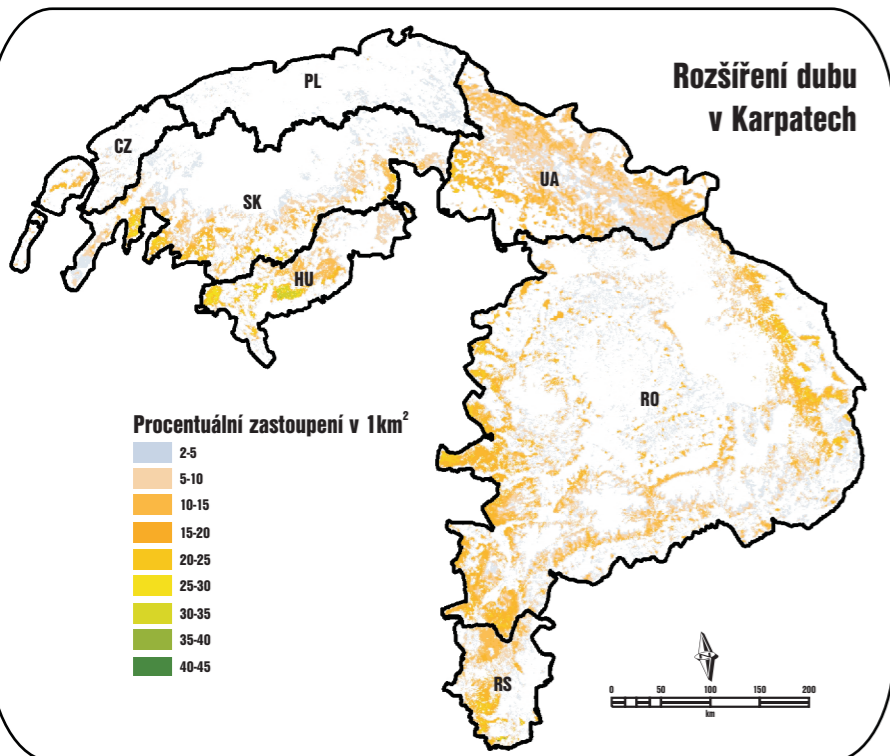 Rozšíření dubu
v Karpatech
PL
CZ
SK
UA
HU
RO
RS
Procentuální zastoupení v 1km²
2-5
5-10
10-15
15-20
20-25
25-30
30-35
35-40
40-45
0 50 100 150 200
km